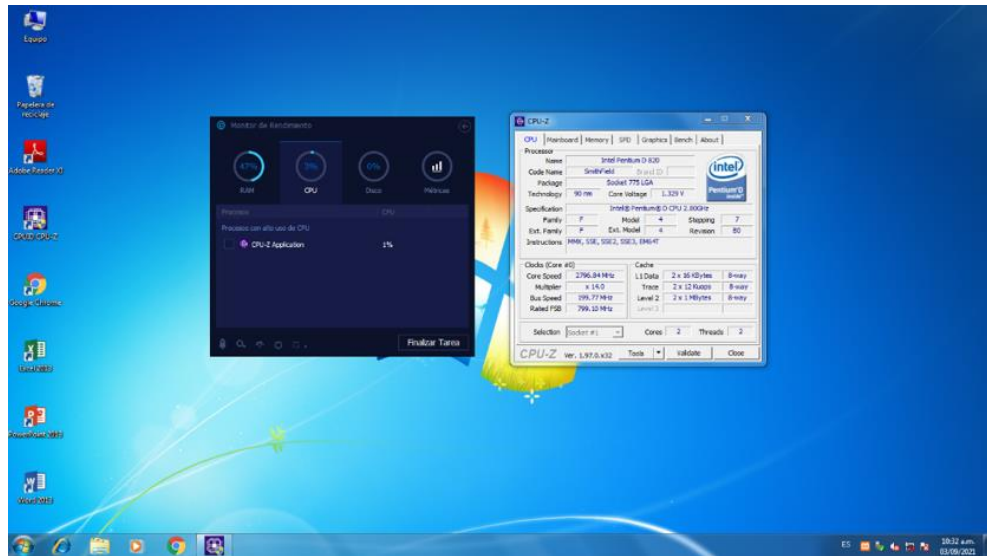 Equipo
Papelera de
reciclaje
Adobe Reader XI
CPUID CPU-Z
Google Chrome
Excel 2013
PowerPoint 2013
Word 2013
Monitor de Rendimiento
47%
3%
0%
RAM
CPU
Disco
Métricas
Proceso
CPU
Procesos con alto uso de CPU
CPU-Z Application
1%
Finalizar Tarea
CPU-Z
CPU Mainboard Memory SPD Graphics Bench About
Processor
Name Intel Pentium D 820
Code Name Smithfield Brand ID
Package Socket 775 LGA
Technology 90 nm Core Voltage 1.329 V
intel
Pentium D
inside
Specification Intel® Pentium® D CPU 2.80GHz
Family F Model 4 Stepping 7
Ext. Family F Ext. Model 4 Revision B0
Instructions MMX, SSE, SSE2, SSE3, EM64T
Clocks (Core #0)
Core Speed 2796.84 MHz
Multiplier x 14.0
Bus Speed 199.77 MHz
Rated FSB 799.10 MHz
Cache
L1 Data 2 x 16 KBytes 8-way
Trace 2 x 12 Kuops 8-way
Level 2 2 x 1 MBytes 8-way
Level 3
Selection Socket #1 Cores 2 Threads 2
CPU-Z Ver. 1.97.0.x32 Tools Validate Close
ES
10:32 a.m.
03/09/2021